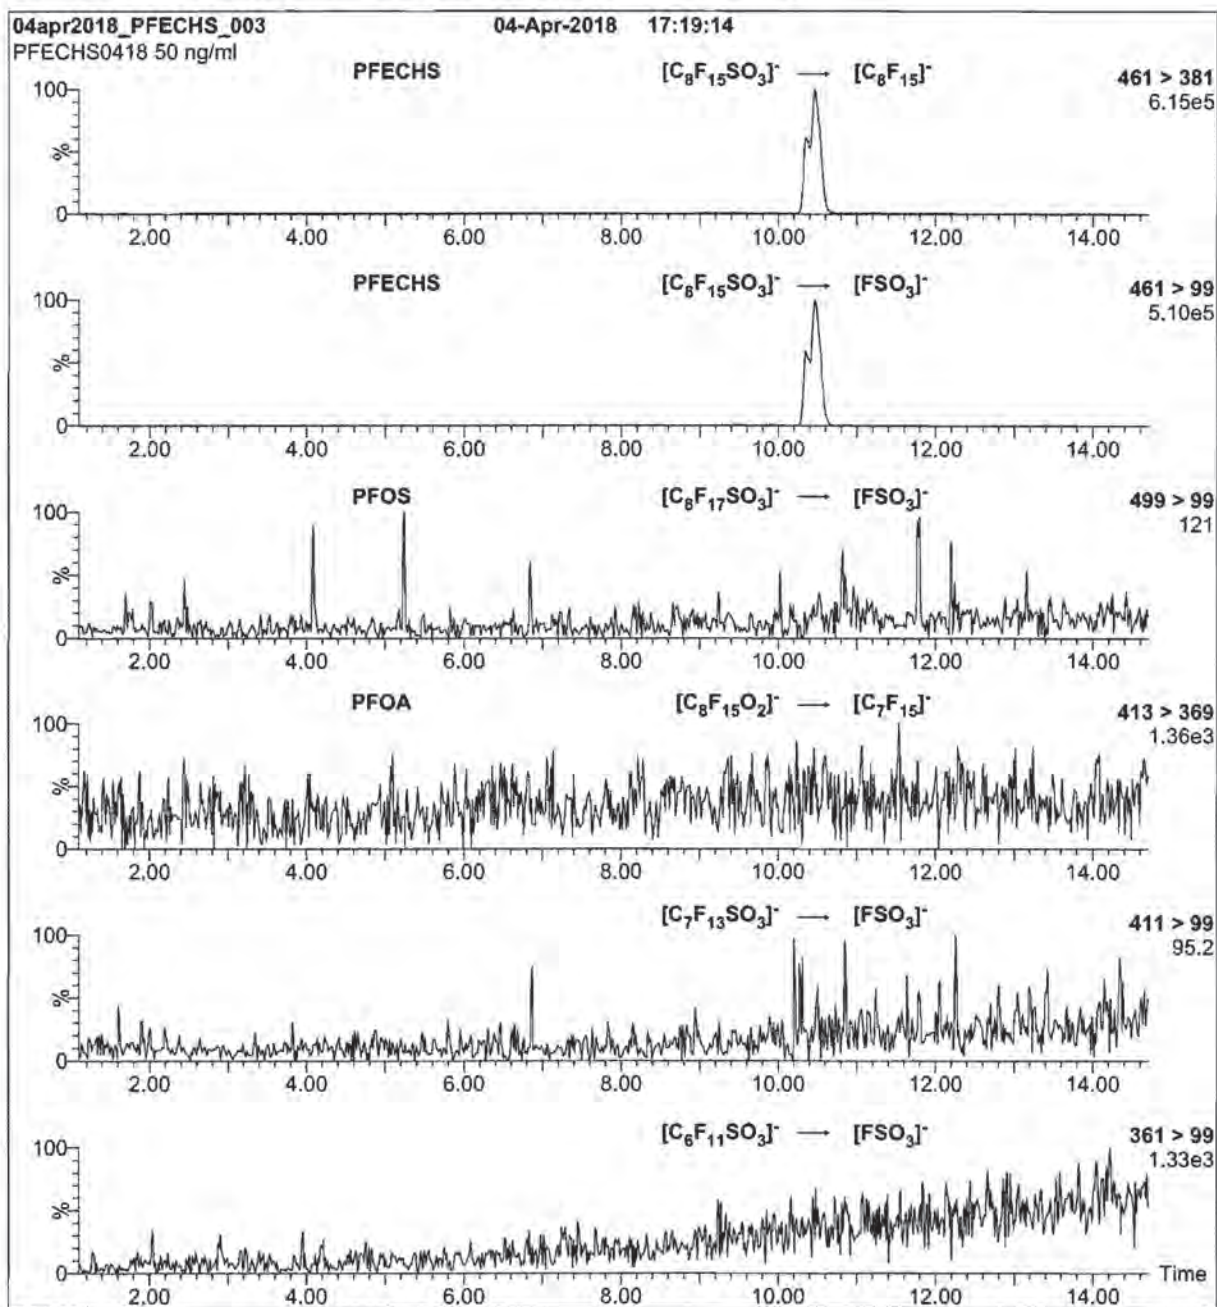 04apr2018_PFECHS_003 04-Apr-2018 17:19:14
PFECHS0418 50 ng/ml
PFECHS [C₈F₁₅SO₃]⁻ → [C₈F₁₅]⁻ 461 > 381
6.15e5
100
%
0
2.00 4.00 6.00 8.00 10.00 12.00 14.00
PFECHS [C₈F₁₅SO₃]⁻ → [FSO₃]⁻ 461 > 99
5.10e5
100
%
0
2.00 4.00 6.00 8.00 10.00 12.00 14.00
PFOS [C₈F₁₇SO₃]⁻ → [FSO₃]⁻ 499 > 99
121
100
%
0
2.00 4.00 6.00 8.00 10.00 12.00 14.00
PFOA [C₈F₁₅O₂]⁻ → [C₇F₁₅]⁻ 413 > 369
1.36e3
100
%
0
2.00 4.00 6.00 8.00 10.00 12.00 14.00
[C₇F₁₃SO₃]⁻ → [FSO₃]⁻ 411 > 99
95.2
100
%
0
2.00 4.00 6.00 8.00 10.00 12.00 14.00
[C₆F₁₁SO₃]⁻ → [FSO₃]⁻ 361 > 99
1.33e3
100
%
0
Time
2.00 4.00 6.00 8.00 10.00 12.00 14.00